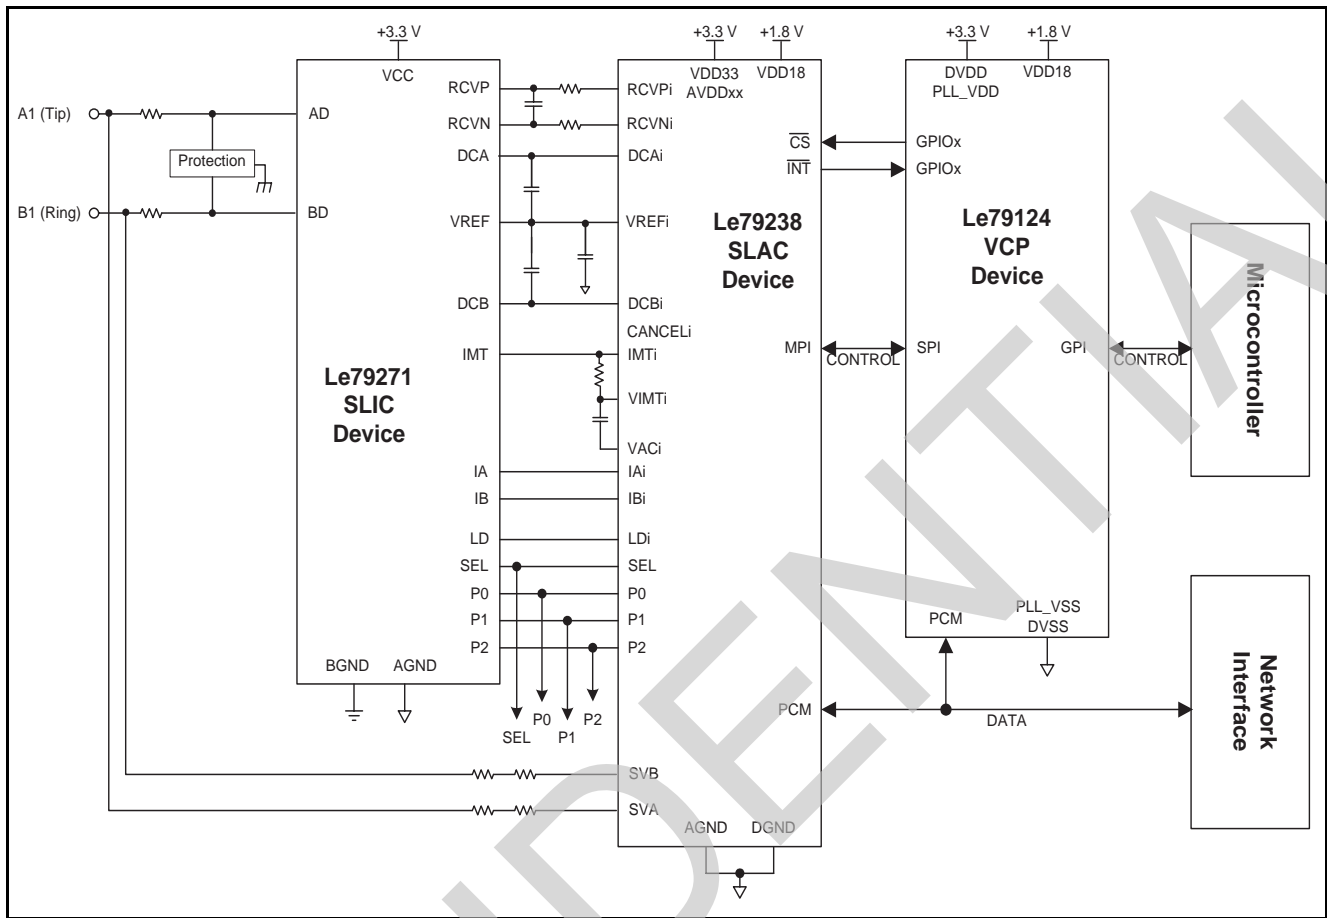 +3.3 V
+3.3 V
+1.8 V
+3.3 V
+1.8 V
VCC
VDD33
AVDDxx
VDD18
DVDD
PLL_VDD
VDD18
A1 (Tip)
AD
Protection
B1 (Ring)
BD
RCVP
RCVN
DCA
VREF
DCB
IMT
IA
IB
LD
SEL
P0
P1
P2
Le79271
SLIC
Device
BGND
AGND
SEL
P0
P1
P2
RCVPi
RCVNi
DCAi
VREFi
DCBi
CANCELi
IMTi
VIMTi
VACi
IAi
IBi
LDi
SEL
P0
P1
P2
SVB
SVA
CS
INT
Le79238
SLAC
Device
MPI
PCM
AGND
DGND
CONTROL
GPIOx
GPIOx
Le79124
VCP
Device
SPI
GPI
PCM
PLL_VSS
DVSS
CONTROL
DATA
Microcontroller
Network
Interface
DENTIAL